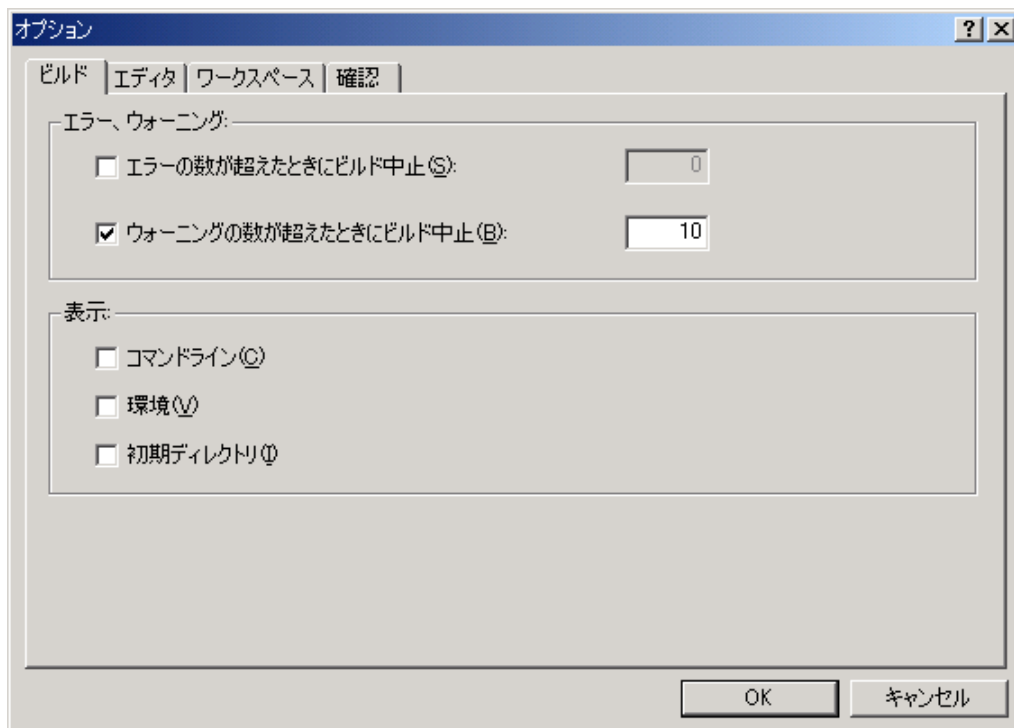 オプション
ビルド エディタ ワークスペース 確認
エラー、ウォーニング:
エラーの数が超えたときにビルド中止(S): 0
ウォーニングの数が超えたときにビルド中止(B): 10
表示:
コマンドライン(C)
環境(V)
初期ディレクトリ(I)
OK キャンセル